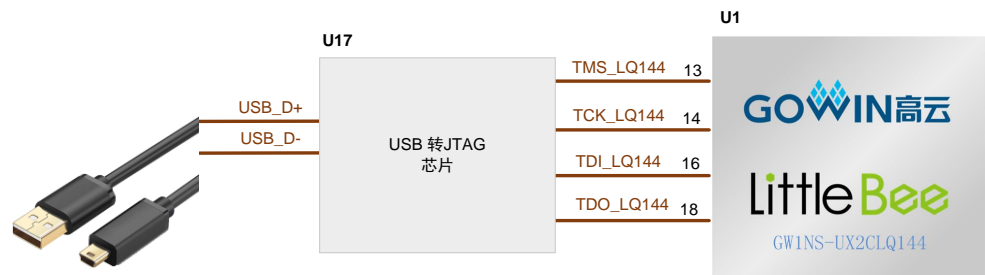 U1
U17
TMS_LQ144 13
USB_D+
TCK_LQ144 14
USB_D-
USB 转JTAG
芯片
TDI_LQ144 16
TDO_LQ144 18
GOWIN高云
LittleBee
GW1NS-UX2CLQ144